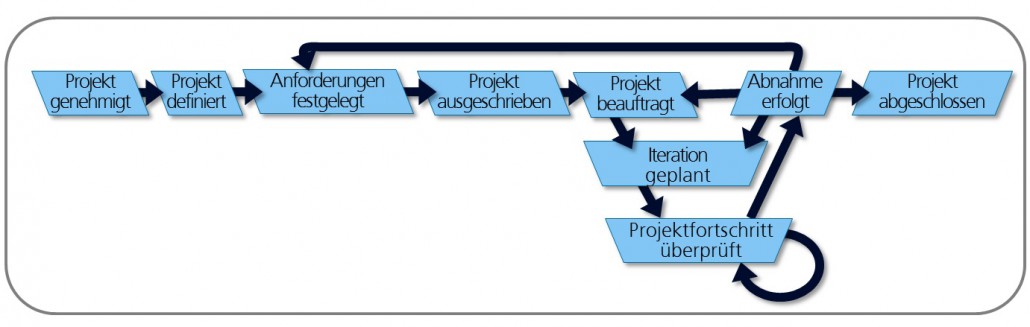 Projekt
genehmigt
Projekt
definiert
Anforderungen
festgelegt
Projekt
ausgeschrieben
Projekt
beauftragt
Abnahme
erfolgt
Projekt
abgeschlossen
Iteration
geplant
Projektfortschritt
überprüft